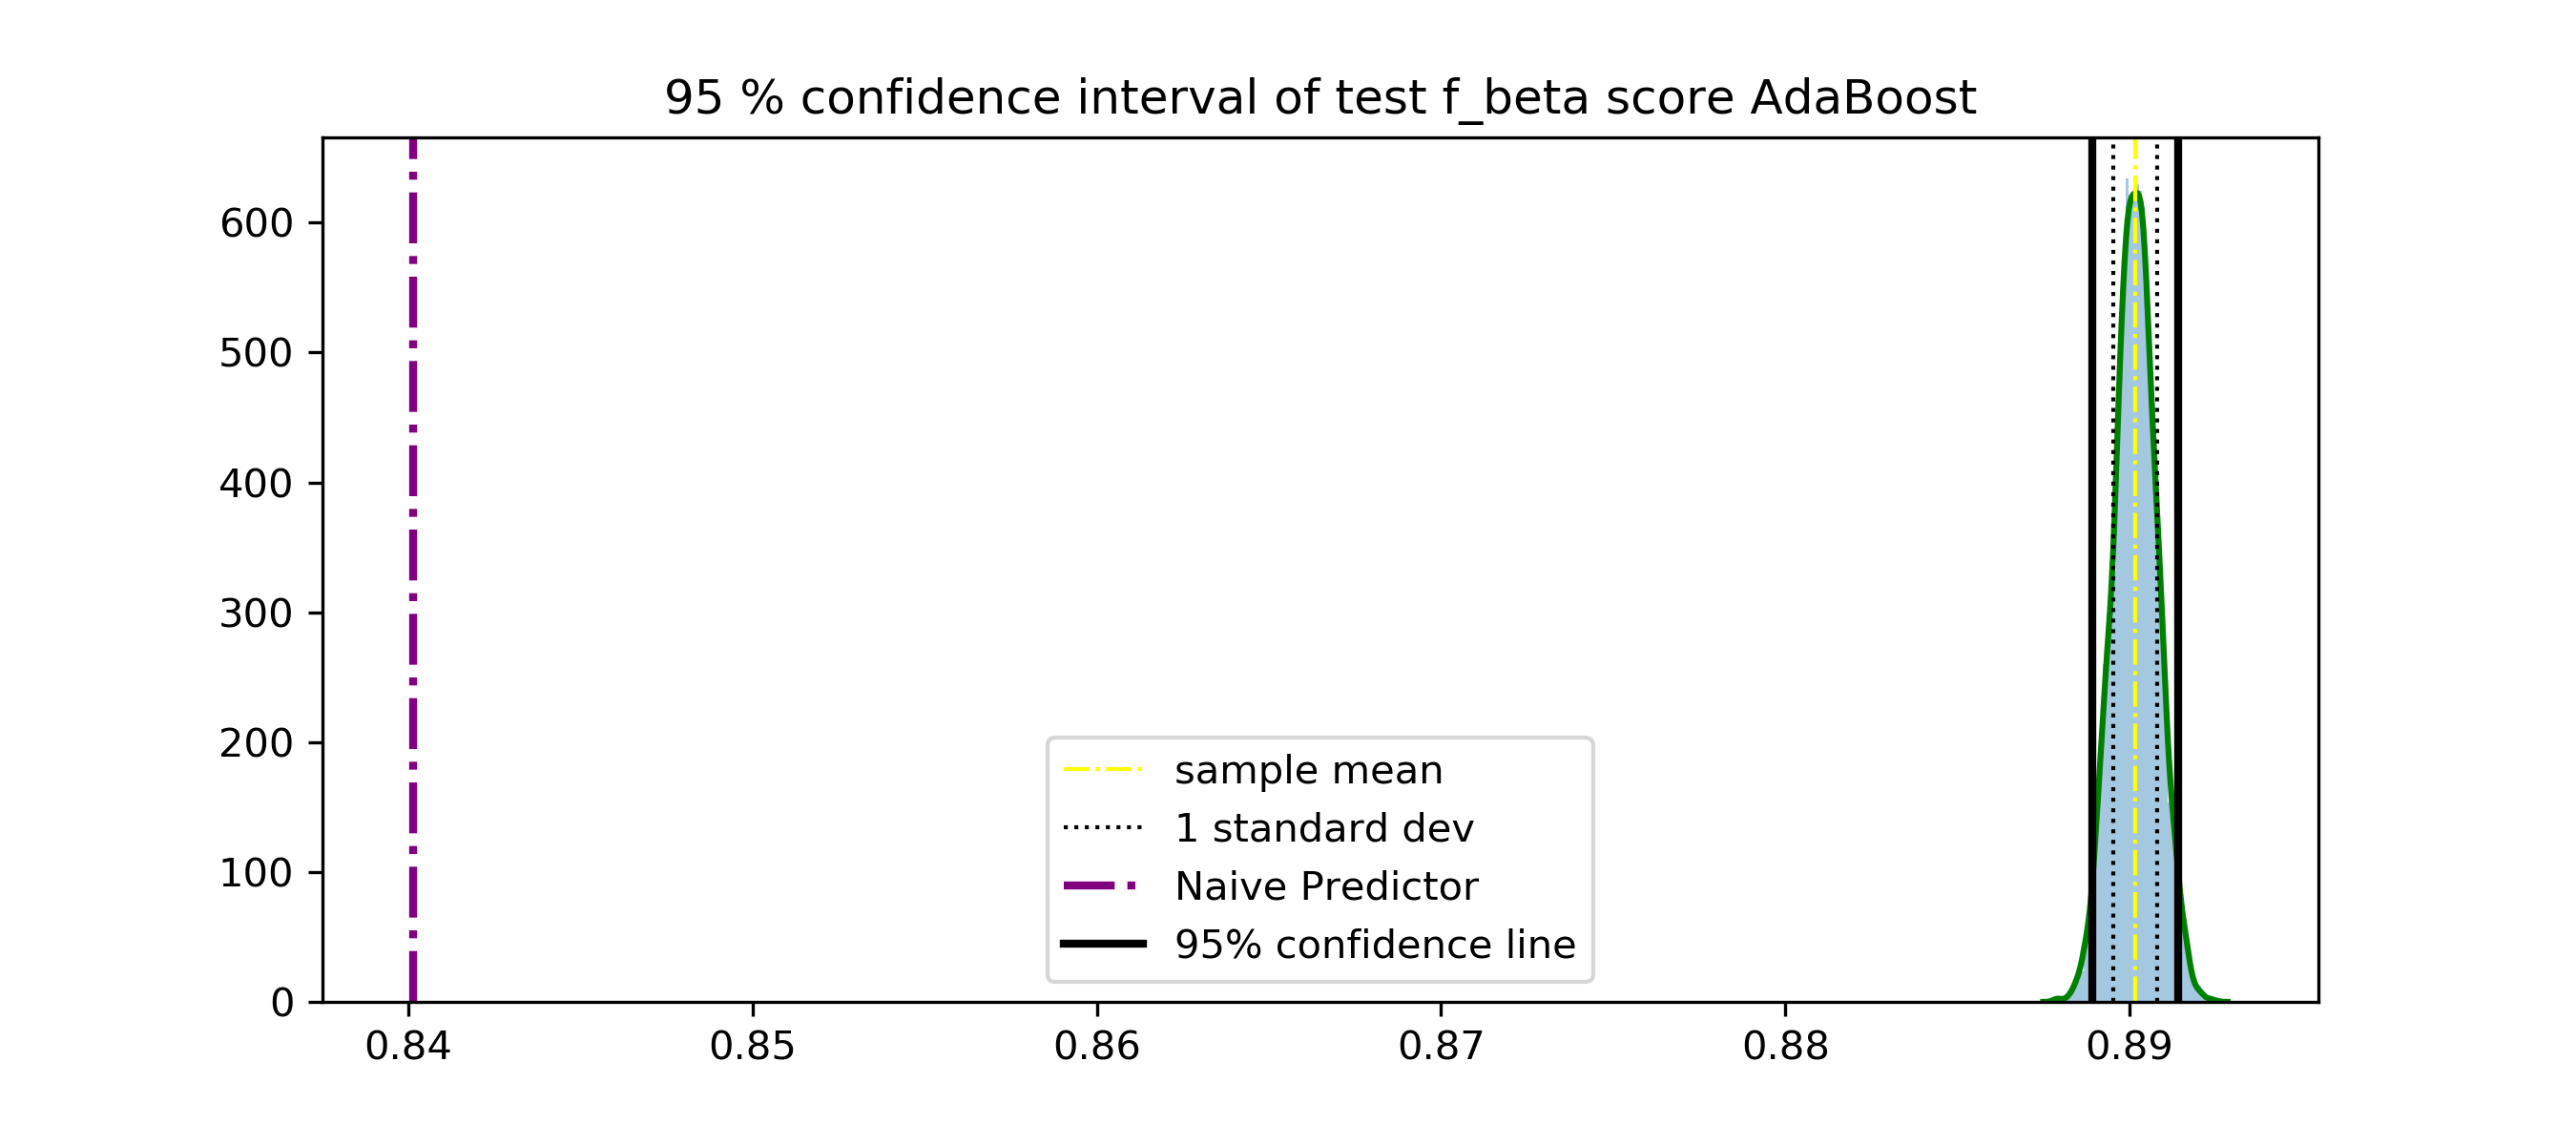 95 % confidence interval of test f_beta score AdaBoost
600
500
400
300
200
100
0
sample mean
1 standard dev
Naive Predictor
95% confidence line
0.84 0.85 0.86 0.87 0.88 0.89